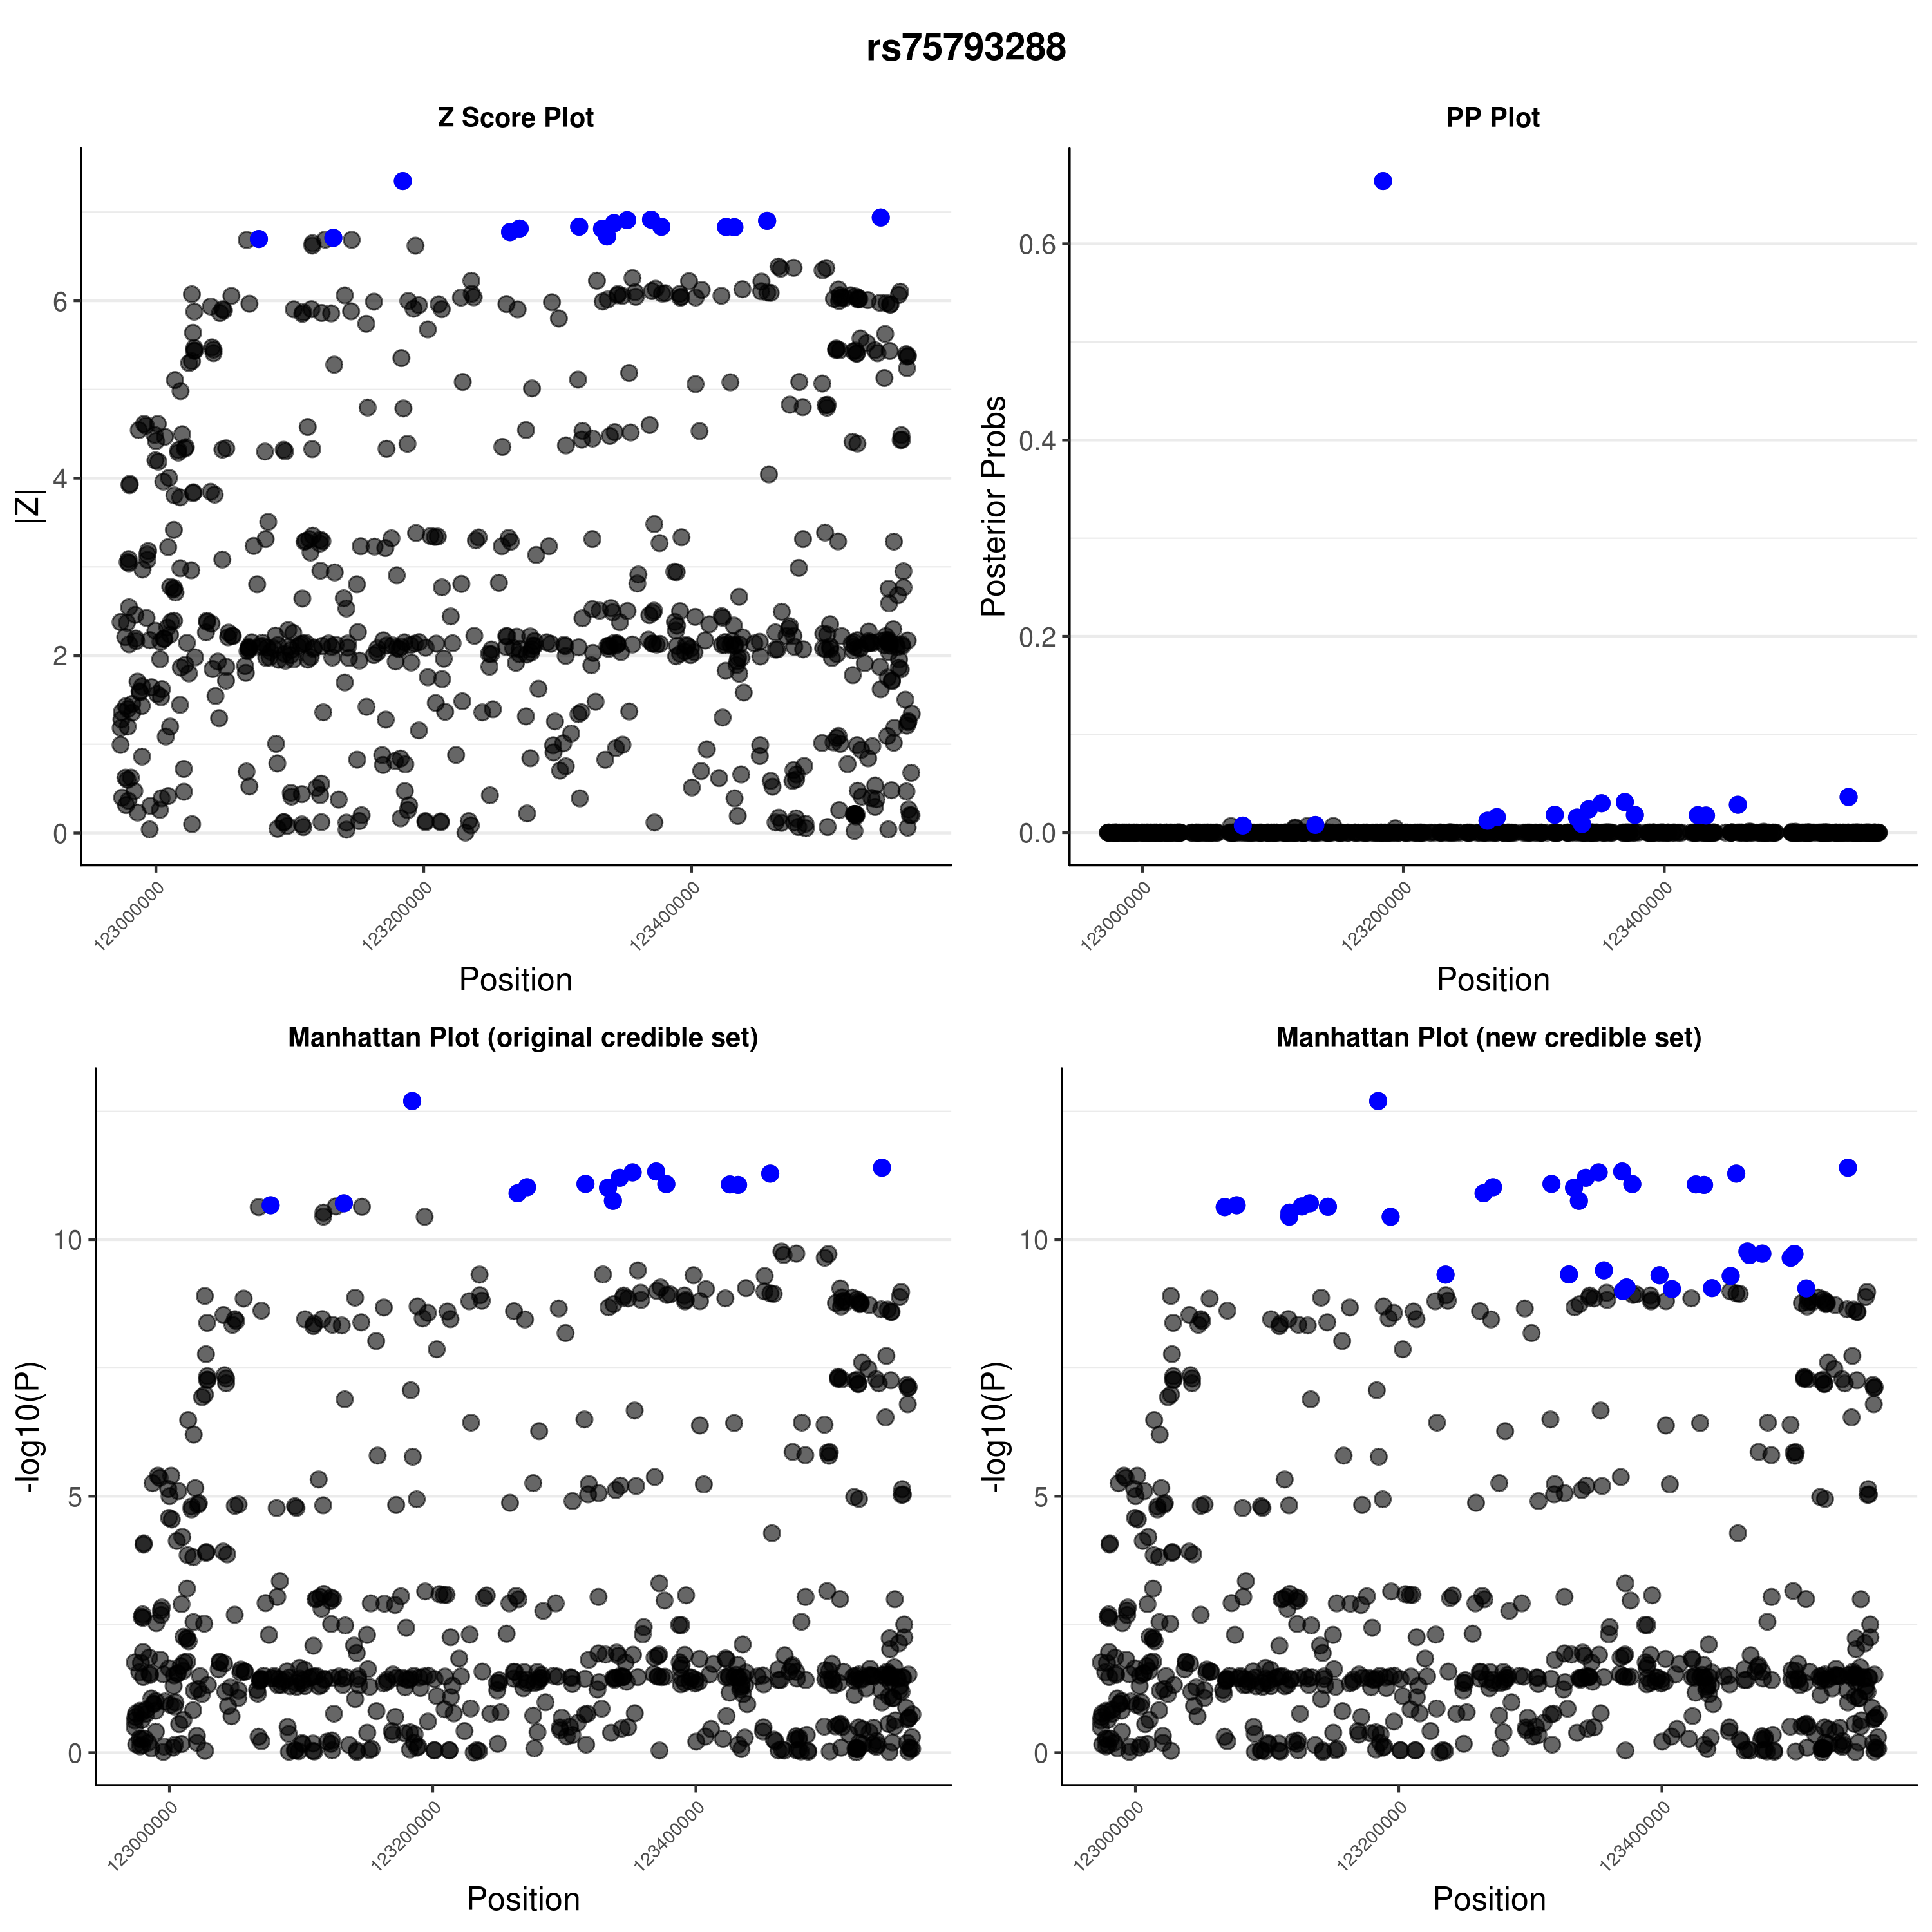 rs75793288
Z Score Plot
|Z|
6
4
2
0
123000000
123200000
123400000
Position
PP Plot
Posterior Probs
0.6
0.4
0.2
0.0
123000000
123200000
123400000
Position
Manhattan Plot (original credible set)
-log10(P)
10
5
0
123000000
123200000
123400000
Position
Manhattan Plot (new credible set)
-log10(P)
10
5
0
123000000
123200000
123400000
Position